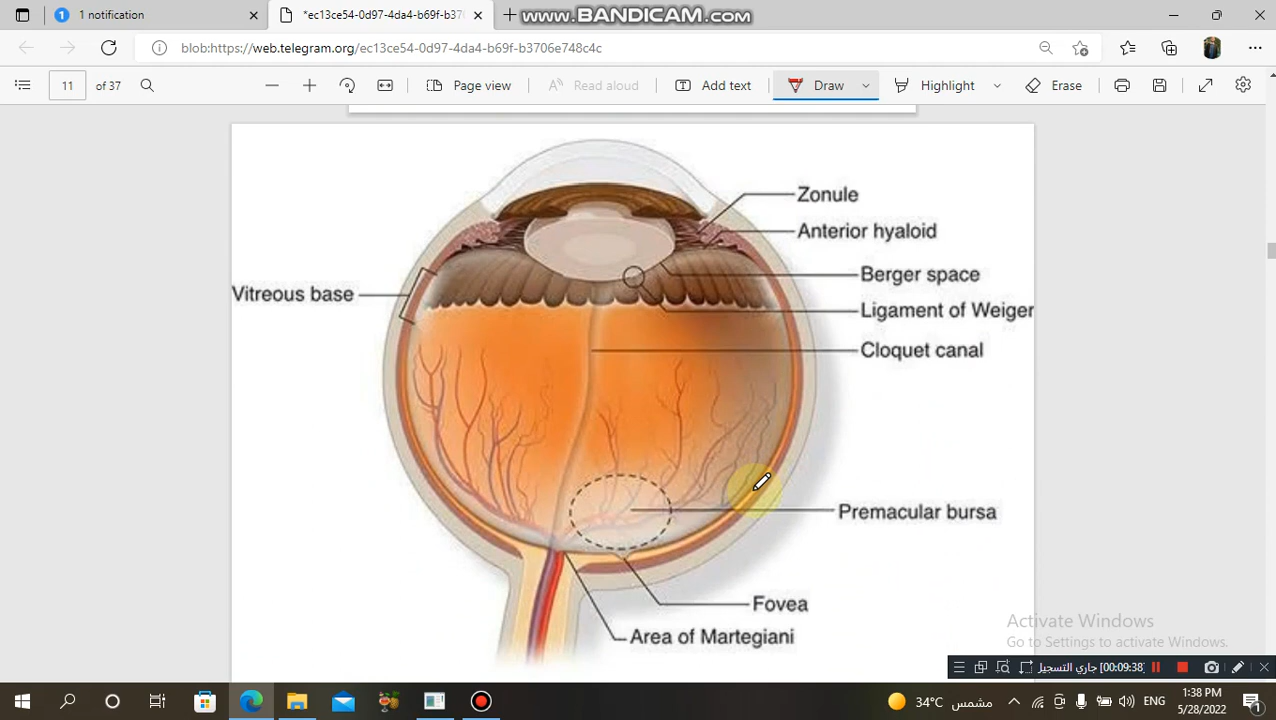 1 notification
*ec13ce54-0d97-4da4-b69f-b370
www.BANDICAM.com
blob:https://web.telegram.org/ec13ce54-0d97-4da4-b69f-b3706e748c4c
11 of 37
Page view
Read aloud
Add text
Draw
Highlight
Erase
Zonule
Anterior hyaloid
Berger space
Vitreous base
Ligament of Weiger
Cloquet canal
Premacular bursa
Fovea
Area of Martegiani
Activate Windows
Go to Settings to activate Windows.
جاري التسجيل [00:09:38]
34°C مشمس
ENG
1:38 PM
5/28/2022
1